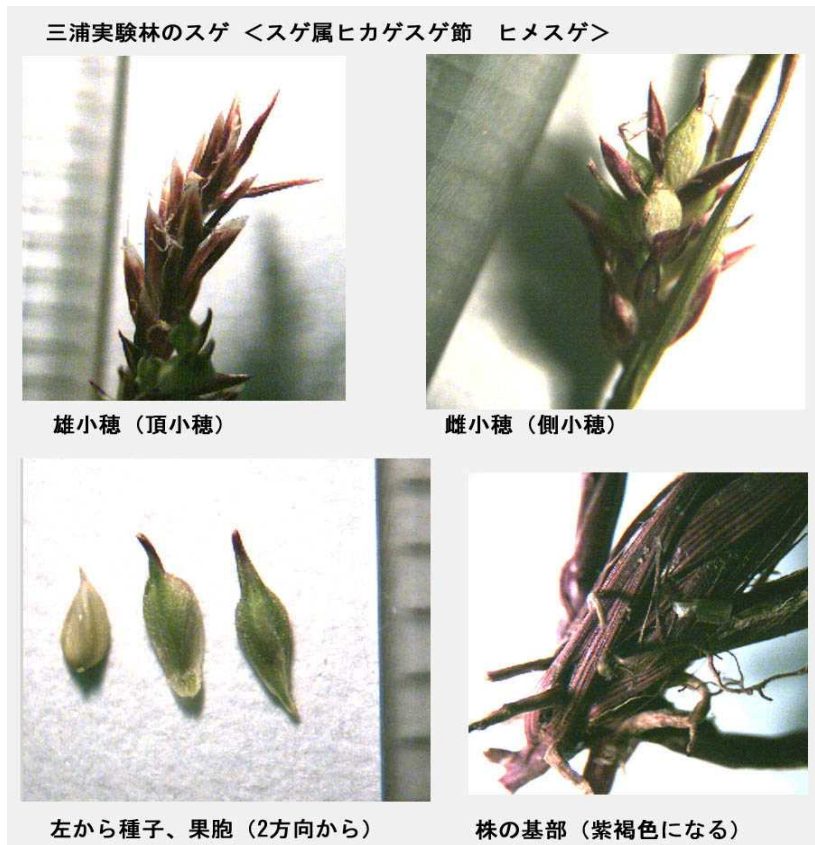 三浦実験林のスゲ <スゲ属ヒカゲスゲ節　ヒメスゲ>
雄小穂（頂小穂）
雌小穂（側小穂）
左から種子、果胞（2方向から）
株の基部（紫褐色になる）